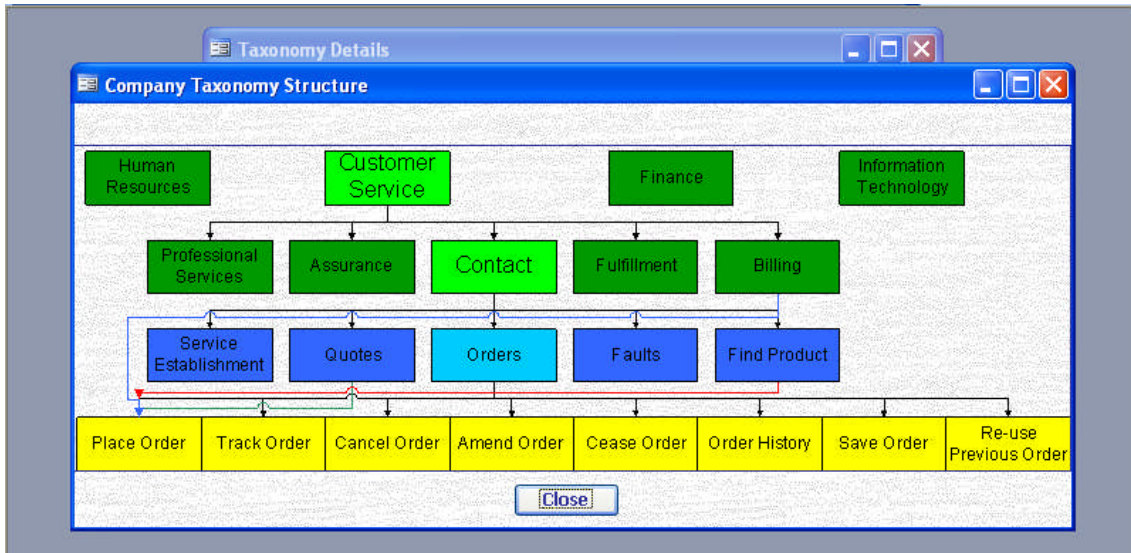 Taxonomy Details
Company Taxonomy Structure
Human
Resources
Customer
Service
Finance
Information
Technology
Professional
Services
Assurance
Contact
Fulfillment
Billing
Service
Establishment
Quotes
Orders
Faults
Find Product
Place Order
Track Order
Cancel Order
Amend Order
Cease Order
Order History
Save Order
Re-use
Previous Order
Close